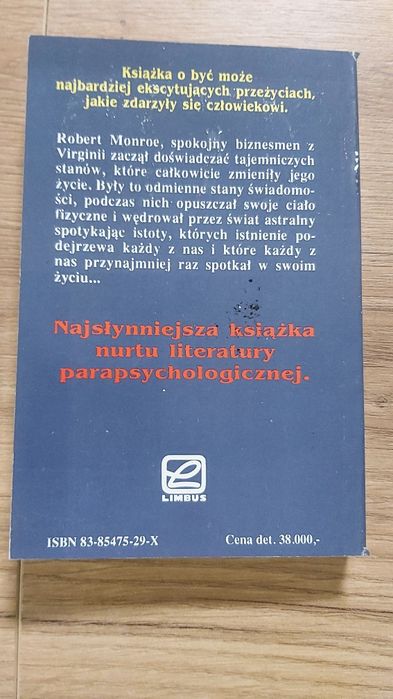 Książka o być może
najbardziej ekscytujących przeżyciach,
jakie zdarzyły się człowiekowi.
Robert Monroe, spokojny biznesmen z
Virginii zaczął doświadczać tajemniczych
stanów, które całkowicie zmieniły jego
życie. Były to odmienne stany świadomo-
ści, podczas nich opuszczał swoje ciało
fizyczne i wędrował przez świat astralny
spotykając istoty, których istnienie po-
dejrzewa każdy z nas i które każdy z
nas przynajmniej raz spotkał w swoim
życiu...
Najsłynniejsza książka
nurtu literatury
parapsychologicznej.
LIMBUS
ISBN 83-85475-29-X Cena det. 38.000,-